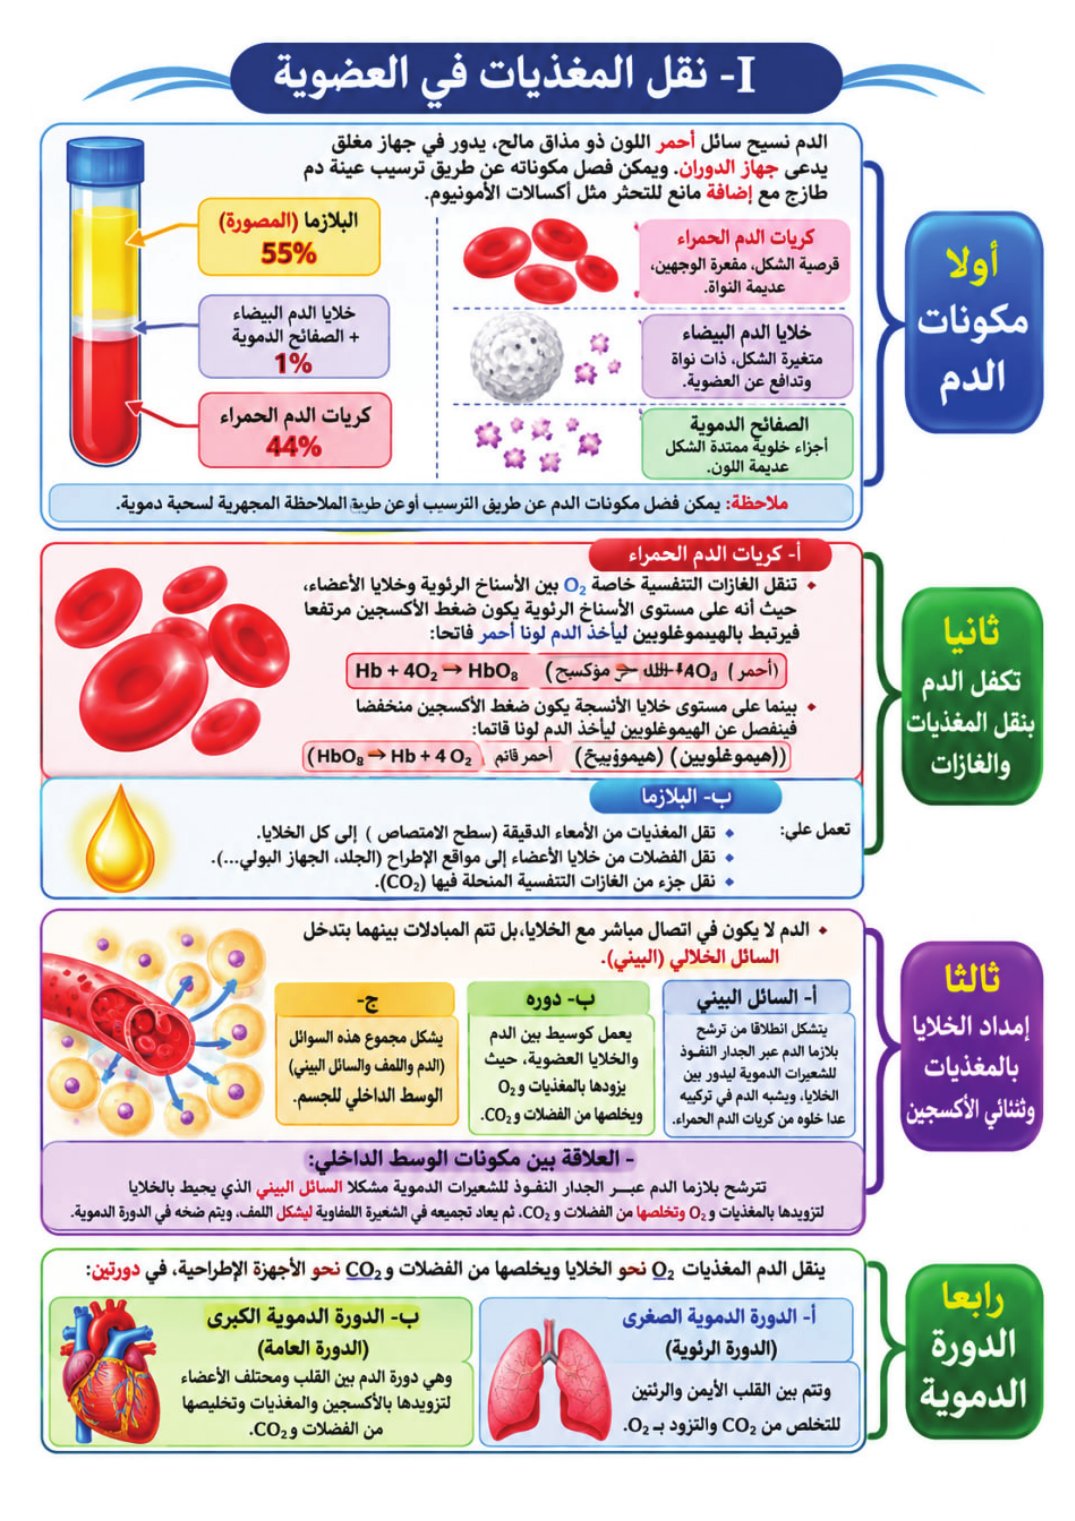 I- نقل المغذيات في العضوية
أولا
مكونات
الدم
الدم نسيج سائل أحمر اللون ذو مذاق مالح، يدور في جهاز مغلق
يدعى جهاز الدوران. ويمكن فصل مكوناته عن طريق ترسيب عينة دم
طازج مع إضافة مانع للتحثر مثل أكسالات الأمونيوم.
كريات الدم الحمراء
قرصية الشكل، مفعرة الوجهين،
عديمة النواة.
خلايا الدم البيضاء
متغيرة الشكل، ذات نواة
وتدافع عن العضوية.
الصفائح الدموية
أجزاء خلوية ممتدة الشكل
عديمة اللون.
البلازما (المصورة)
55%
خلايا الدم البيضاء
+ الصفائح الدموية
1%
كريات الدم الحمراء
44%
ملاحظة: يمكن فضل مكونات الدم عن طريق الترسيب أو عن طريق الملاحظة المجهرية لسحبة دموية.
ثانيا
تكفل الدم
بنقل المغذيات
والغازات
أ- كريات الدم الحمراء
تنقل الغازات التنفسية خاصة O₂ بين الأسناخ الرئوية وخلايا الأعضاء،
حيث أنه على مستوى الأسناخ الرئوية يكون ضغط الأكسجين مرتفعا
فيرتبط بالهيموغلوبين ليأخذ الدم لونا أحمر فاتحا:
Hb + 4O₂ → HbO₈ (مؤكسيج (أحمر)
بينما على مستوى خلايا الأنسجة يكون ضغط الأكسجين منخفضا
فينفصل عن الهيموغلوبين ليأخذ الدم لونا قاتما:
(HbO₈ → Hb + 4 O₂ أحمر قاتم (هيموغلوبين))
ب- البلازما
تعمل على:
نقل المغذيات من الأمعاء الدقيقة (سطح الامتصاص ) إلى كل الخلايا.
نقل الفضلات من خلايا الأعضاء إلى مواقع الإطراح (الجلد، الجهاز البولي...).
نقل جزء من الغازات التنفسية المنحلة فيها (CO₂).
ثالثا
إمداد الخلايا
بالمغذيات
وثنائي الأكسجين
الدم لا يكون في اتصال مباشر مع الخلايا،بل تتم المبادلات بينهما بتدخل
السائل الخلالي (البيني).
أ- السائل البيني
يتشكل انطلاقا من ترشح
بلازما الدم عبر الجدار النفوذ
للشعيرات الدموية ليدور بين
الخلايا، ويشبه الدم في تركيبه
عدا خلوه من كريات الدم الحمراء.
ب- دوره
يعمل كوسيط بين الدم
والخلايا العضوية، حيث
يزودها بالمغذيات و O₂
ويخلصها من الفضلات و CO₂.
ج-
يشكل مجموع هذه السوائل
(الدم واللمف والسائل البيني)
الوسط الداخلي للجسم.
- العلاقة بين مكونات الوسط الداخلي:
تترشح بلازما الدم عبـــر الجدار النفـوذ للشعيرات الدموية مشكلا السائل البيني الذي يحيط بالخلايا
لتزويدها بالمغذيات و O₂ وتخلصها من الفضلات و CO₂، ثم يعاد تجميعه في الشغيرة اللمفاوية ليشكل اللمف، ويتم ضخه في الدورة الدموية.
رابعا
الدورة
الدموية
ينقل الدم المغذيات O₂ نحو الخلايا ويخلصها من الفضلات و CO₂ نحو الأجهزة الإطراحية، في دورتين:
أ- الدورة الدموية الصغرى
(الدورة الرئوية)
وتتم بين القلب الأيمن والرئتين
للتخلص من CO₂ والتزود بـ O₂.
ب- الدورة الدموية الكبرى
(الدورة العامة)
وهي دورة الدم بين القلب ومختلف الأعضاء
لتزويدها بالأكسجين والمغذيات وتخليصها
من الفضلات و CO₂.